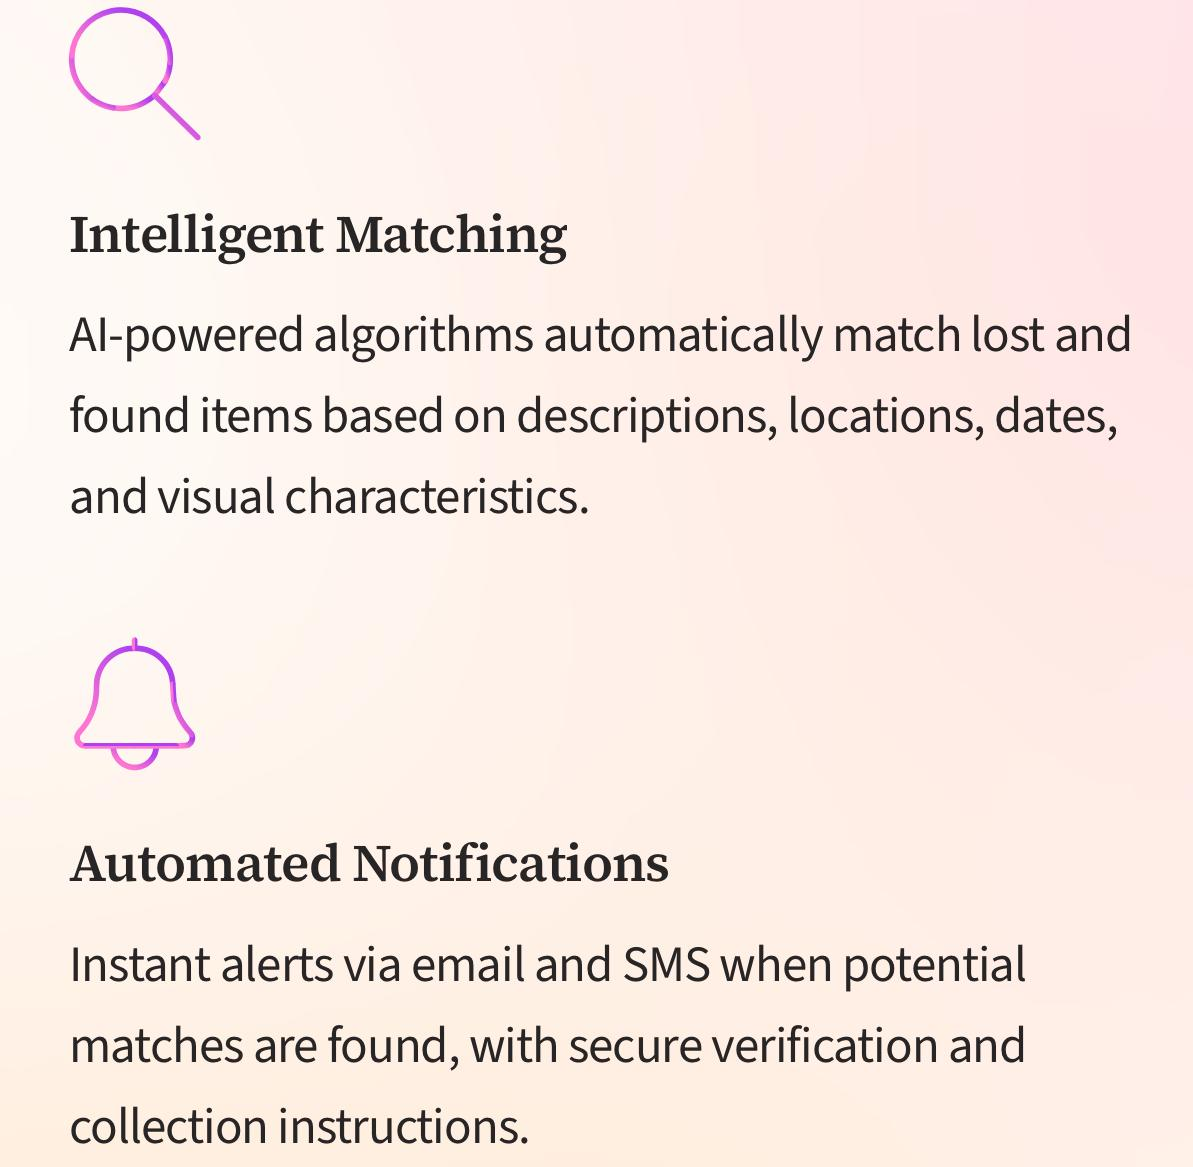 Intelligent Matching
AI-powered algorithms automatically match lost and
found items based on descriptions, locations, dates,
and visual characteristics.
Automated Notifications
Instant alerts via email and SMS when potential
matches are found, with secure verification and
collection instructions.